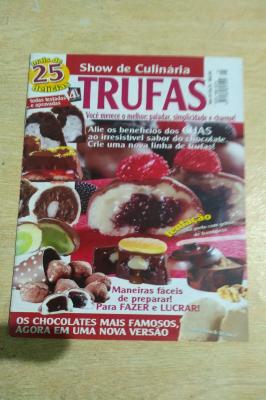 mais de
25
delícias
todas testadas
e aprovadas
Show de Culinária
TRUFAS
Você merece o melhor: paladar, simplicidade e charme!
Alie os benefícios dos
ao irresistível sabor do chocolate.
Crie uma nova linha de trufas!
Tentação
Maneiras fáceis
de preparar!
Para FAZER e LUCRAR!
OS CHOCOLATES MAIS FAMOSOS,
AGORA EM UMA NOVA VERSÃO